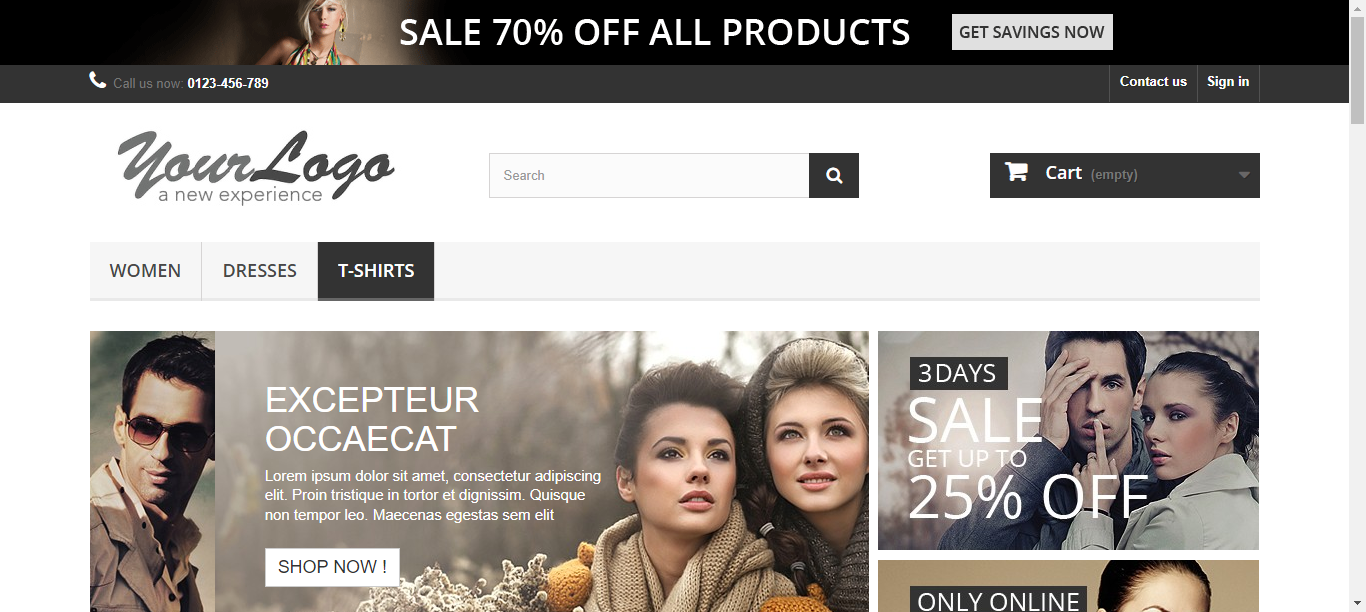 SALE 70% OFF ALL PRODUCTS GET SAVINGS NOW
Call us now: 0123-456-789 Contact us Sign in
YourLogo
a new experience
Search
Cart (empty)
WOMEN DRESSES T-SHIRTS
EXCEPTEUR
OCCAECAT
Lorem ipsum dolor sit amet, consectetur adipiscing
elit. Proin tristique in tortor et dignissim. Quisque
non tempor leo. Maecenas egestas sem elit
SHOP NOW !
3 DAYS
SALE
GET UP TO
25% OFF
ONLY ONLINE